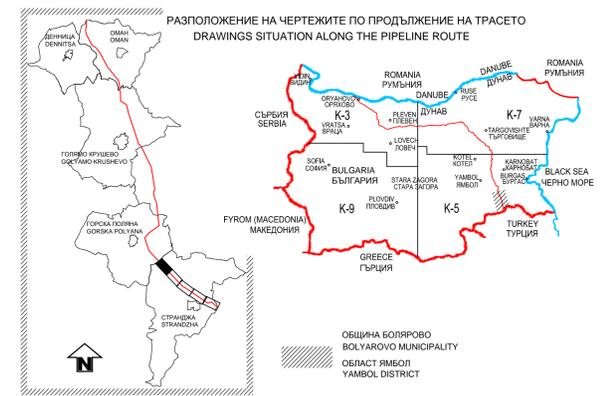 РАЗПОЛОЖЕНИЕ НА ЧЕРТЕЖИТЕ ПО ПРОДЪЛЖЕНИЕ НА ТРАСЕТО
DRAWINGS SITUATION ALONG THE PIPELINE ROUTE
ДЕННИЦА
DENNITSA
ОМАН
OMAN
ГОЛЯМО КРУШЕВО
GOLYAMO KRUSHEVO
ГОРСКА ПОЛЯНА
GORSKA POLYANA
СТРАНДЖА
STRANDZHA
N
VIDIN
ВИДИН
ROMANIA
РУМЪНИЯ
DANUBE
ДУНАВ
ROMANIA
РУМЪНИЯ
DANUBE
ДУНАВ
RUSE
РУСЕ
ORYAHOVO
ОРЯХОВО
K-3
СЪРБИЯ
SERBIA
VRATSA
ВРАЦА
PLEVEN
ПЛЕВЕН
K-7
VARNA
ВАРНА
TARGOVISHTE
ТЪРГОВИЩЕ
LOVECH
ЛОВЕЧ
SOFIA
СОФИЯ
BULGARIA
БЪЛГАРИЯ
KOTEL
КОТЕЛ
KARNOBAT
КАРНОБАТ
BURGAS
БУРГАС
BLACK SEA
ЧЕРНО МОРЕ
STARA ZAGORA
СТАРА ЗАГОРА
YAMBOL
ЯМБОЛ
PLOVDIV
ПЛОВДИВ
K-9
K-5
FYROM (MACEDONIA)
МАКЕДОНИЯ
TURKEY
ТУРЦИЯ
GREECE
ГЪРЦИЯ
ОБЩИНА БОЛЯРОВО
BOLYAROVO MUNICIPALITY
ОБЛАСТ ЯМБОЛ
YAMBOL DISTRICT